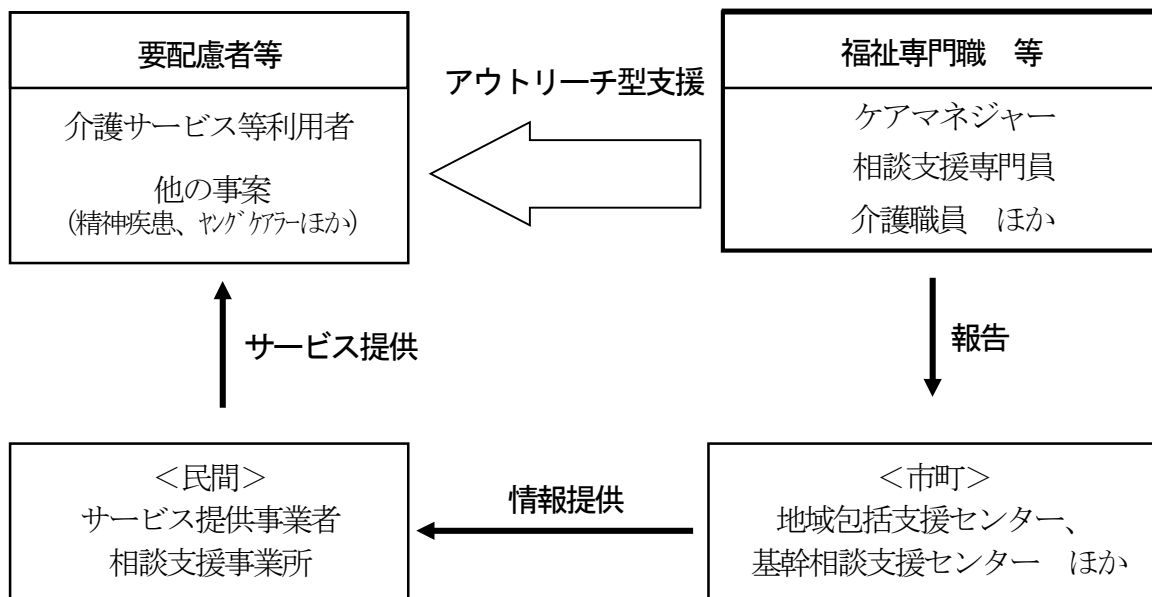 要配慮者等
介護サービス等利用者
他の事案
(精神疾患、ﾔﾝｸﾞｹｱﾗｰほか)
アウトリーチ型支援
福祉専門職　等
ケアマネジャー
相談支援専門員
介護職員　ほか
サービス提供
報告
＜民間＞
サービス提供事業者
相談支援事業所
情報提供
＜市町＞
地域包括支援センター、
基幹相談支援センター　ほか